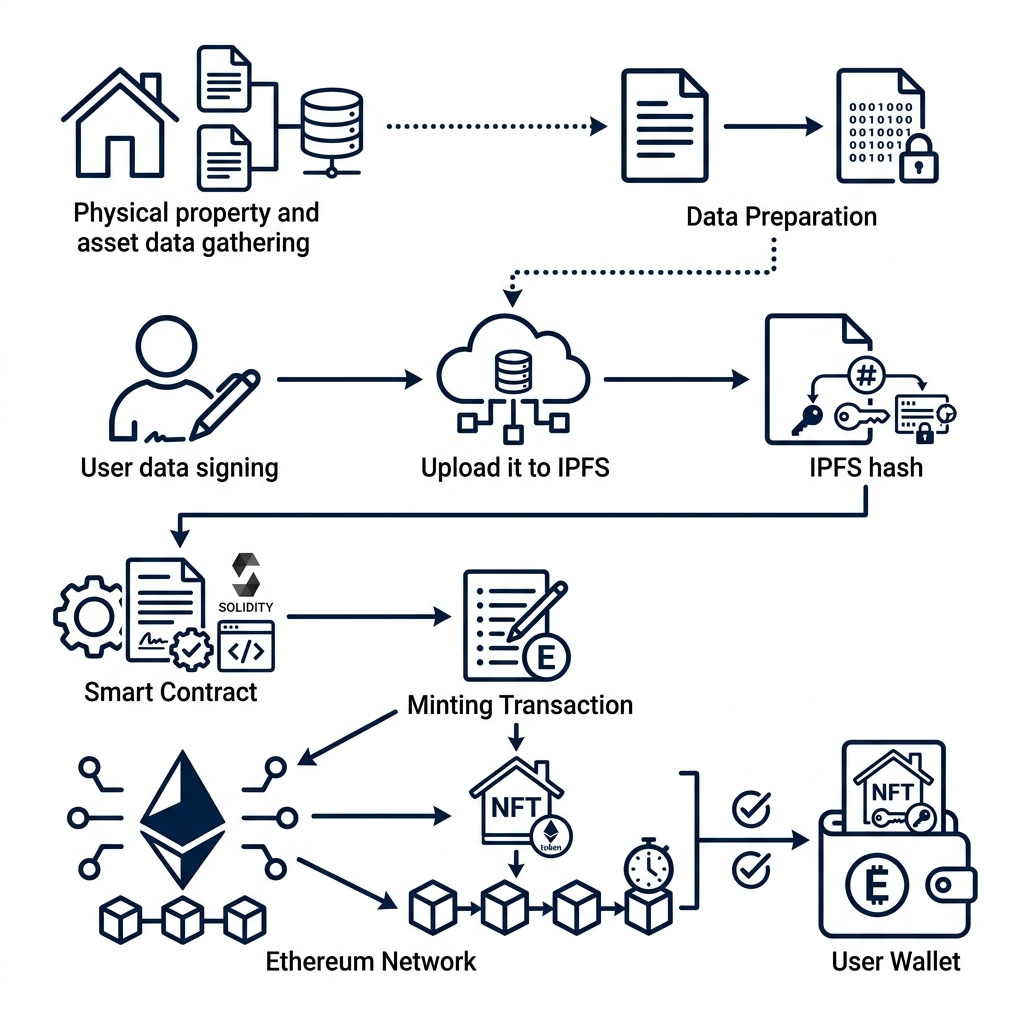 0001000
0010100
0010001
001001
00101
Physical property and
asset data gathering
Data Preparation
#
User data signing
Upload it to IPFS
IPFS hash
SOLIDITY
</>
E
Smart Contract
Minting Transaction
NFT
token
NFT
Ethereum Network
User Wallet